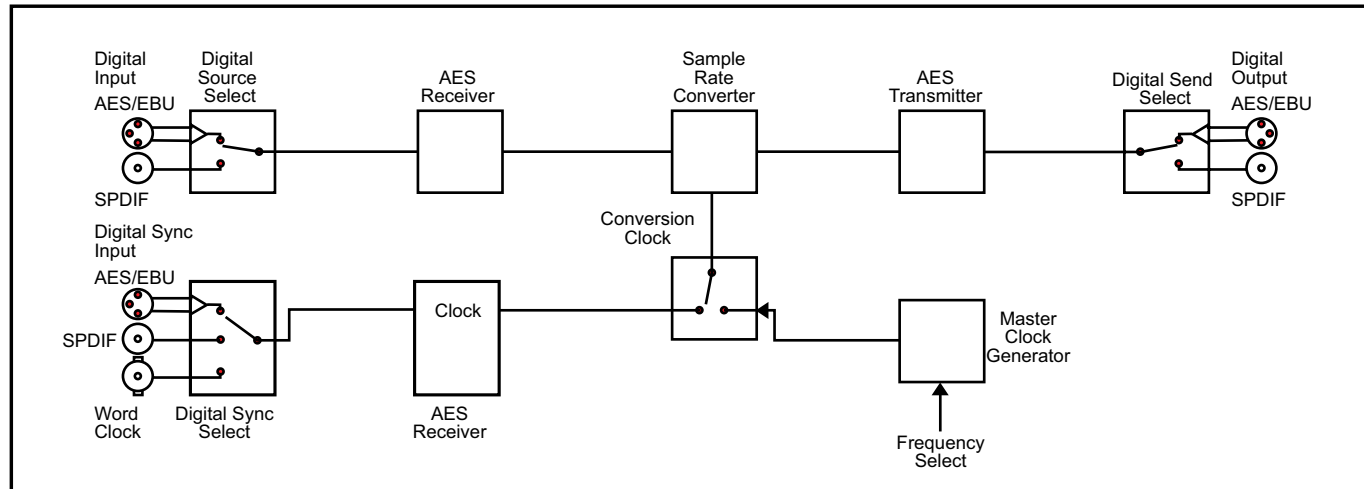 Digital
Input
AES/EBU
SPDIF
Digital
Source
Select
AES
Receiver
Sample
Rate
Converter
AES
Transmitter
Digital Send
Select
Digital
Output
AES/EBU
SPDIF
Digital Sync
Input
AES/EBU
SPDIF
Word
Clock
Digital Sync
Select
Clock
AES
Receiver
Conversion
Clock
Master
Clock
Generator
Frequency
Select